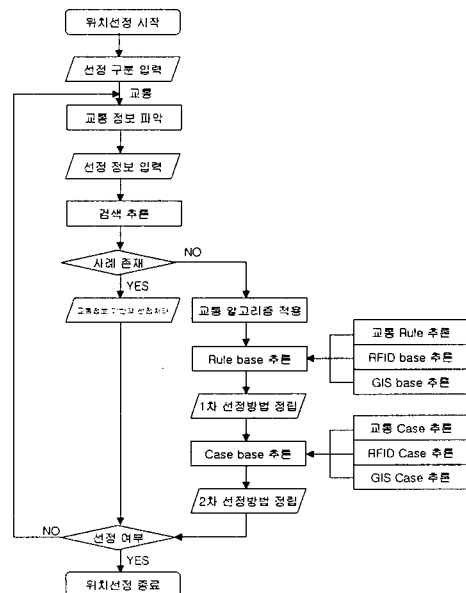 위치선정 시작
선정 구분 입력
교통
교통 정보 파악
선정 정보 입력
검색 추론
사례 존재
NO
YES
교통 알고리즘 적용
교통 Rule 추론
Rule base 추론
RFID base 추론
GIS base 추론
1차 선정방법 정립
교통 Case 추론
Case base 추론
RFID Case 추론
GIS Case 추론
2차 선정방법 정립
NO
선정 여부
YES
위치선정 종료